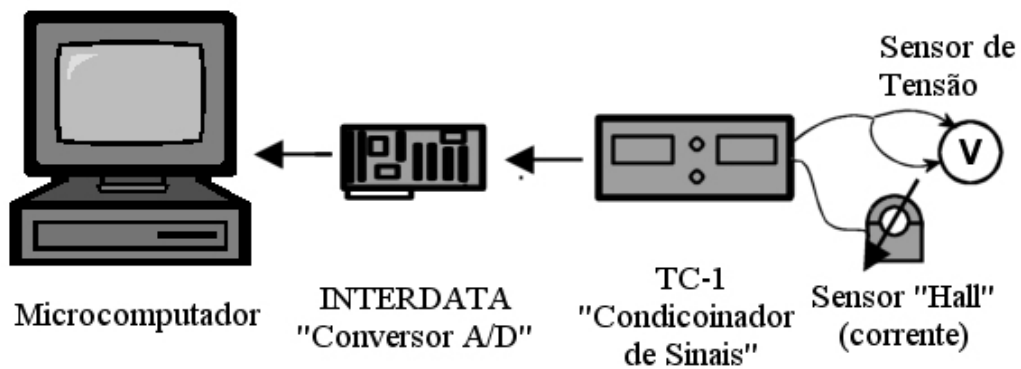 Sensor de
Tensão
V
Microcomputador
INTERDATA
"Conversor A/D"
TC-1
"Condicoinador
de Sinais"
Sensor "Hall"
(corrente)